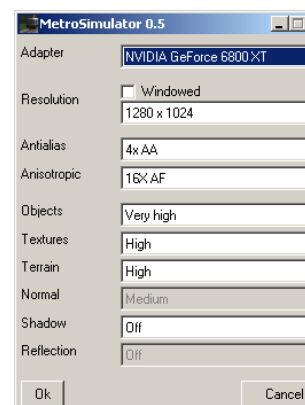 MetroSimulator 0.5
Adapter NVIDIA GeForce 6800 XT
Windowed
Resolution 1280 x 1024
Antialias 4x AA
Anisotropic 16X AF
Objects Very high
Textures High
Terrain High
Normal Medium
Shadow Off
Reflection Off
Ok Cancel